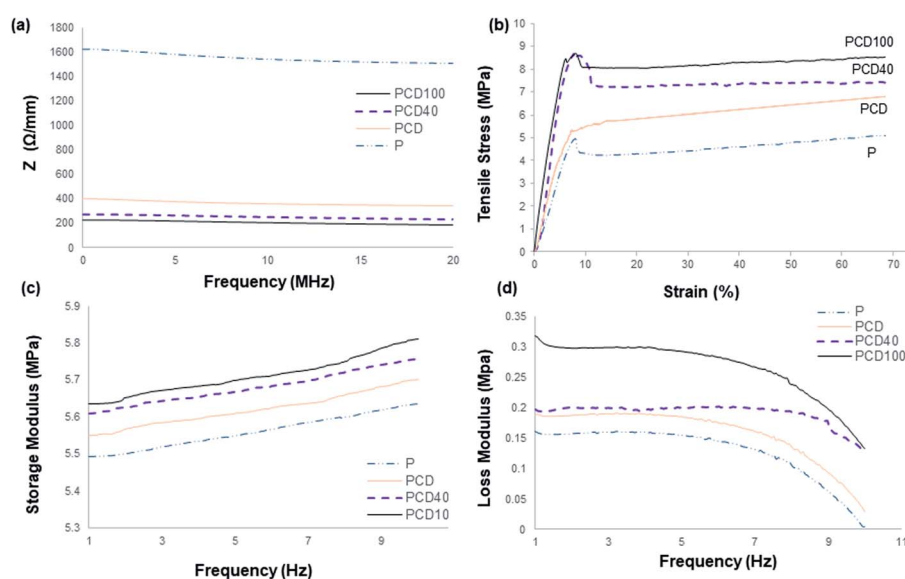 (a)
1800
1600
1400
1200
1000
800
600
400
200
0
Z (Ω/mm)
PCD100
PCD40
PCD
P
0 5 10 15 20
Frequency (MHz)
(b)
10
9
8
7
6
5
4
3
2
1
0
Tensile Stress (MPa)
PCD100
PCD40
PCD
P
0 10 20 30 40 50 60 70
Strain (%)
(c)
5.9
5.8
5.7
5.6
5.5
5.4
5.3
Storage Modulus (MPa)
P
PCD
PCD40
PCD10
1 3 5 7 9
Frequency (Hz)
(d)
0.35
0.3
0.25
0.2
0.15
0.1
0.05
0
Loss Modulus (Mpa)
P
PCD
PCD40
PCD100
1 3 5 7 9 11
Frequency (Hz)